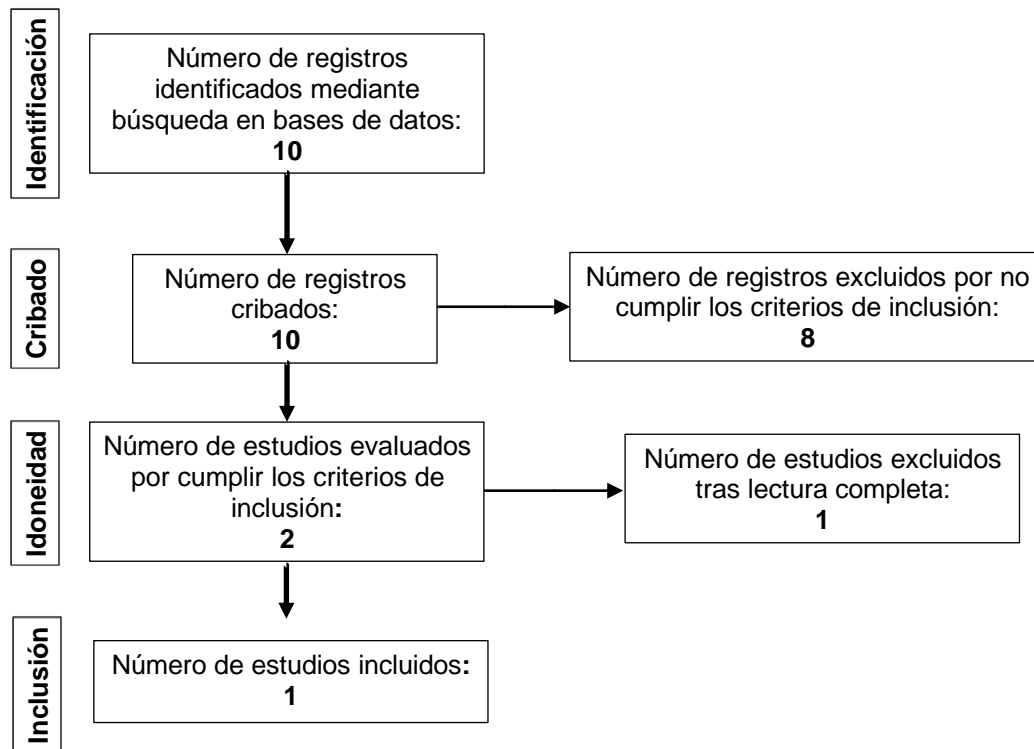 Identificación
Número de registros
identificados mediante
búsqueda en bases de datos:
10
Cribado
Número de registros
cribados:
10
Número de registros excluidos por no
cumplir los criterios de inclusión:
8
Idoneidad
Número de estudios evaluados
por cumplir los criterios de
inclusión:
2
Número de estudios excluidos
tras lectura completa:
1
Inclusión
Número de estudios incluidos:
1